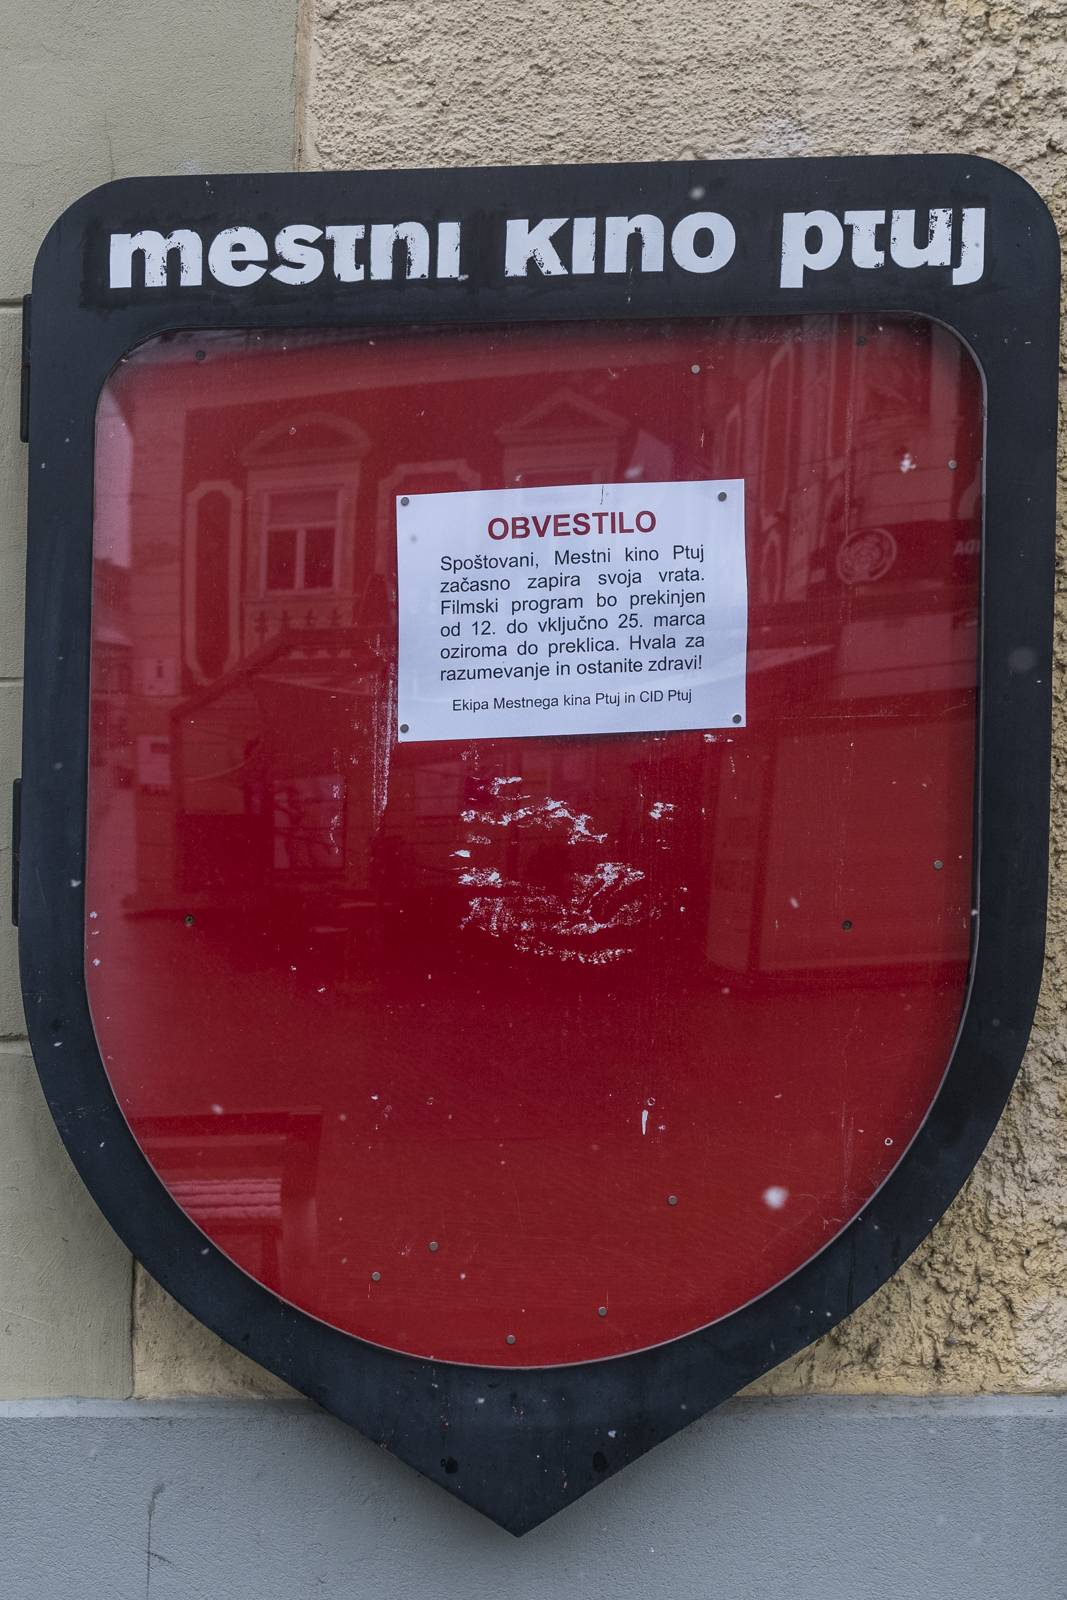 mestni kino ptuj
OBVESTILO
Spoštovani, Mestni kino Ptuj
začasno zapira svoja vrata.
Filmski program bo prekinjen
od 12. do vključno 25. marca
oziroma do preklica. Hvala za
razumevanje in ostanite zdravi!
Ekipa Mestnega kina Ptuj in CID Ptuj